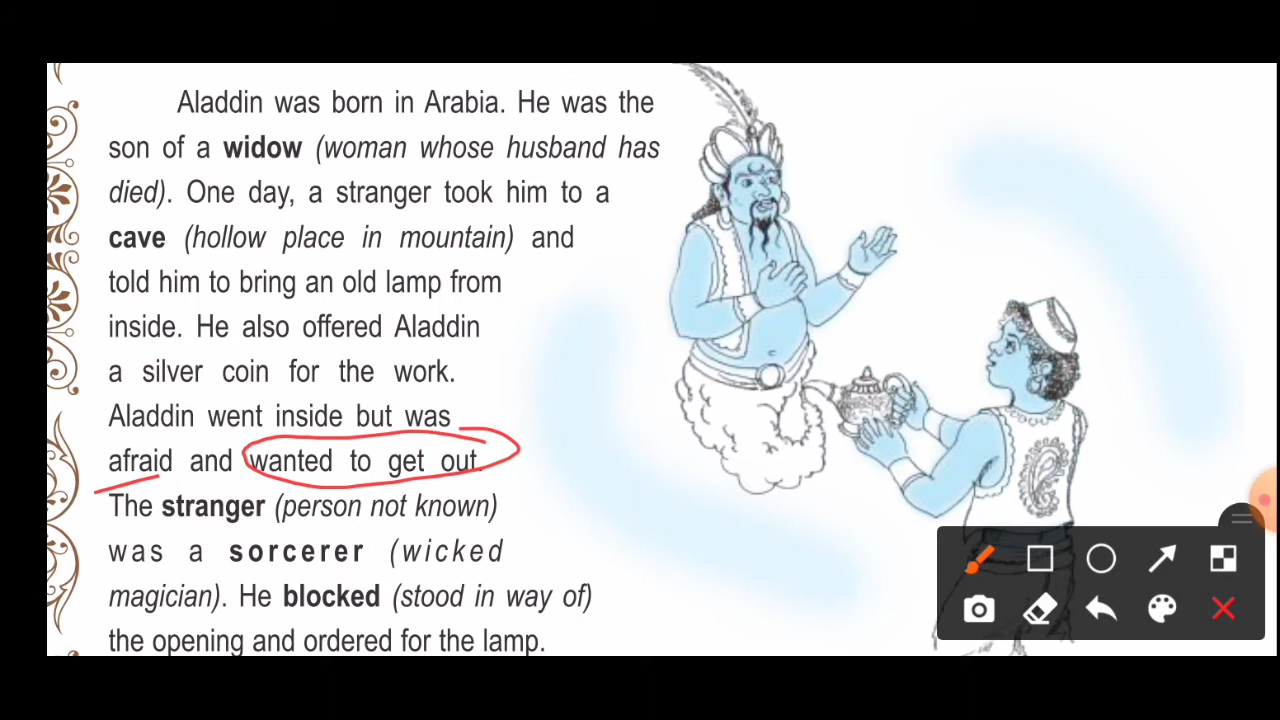 Aladdin was born in Arabia. He was the
son of a widow (woman whose husband has
died). One day, a stranger took him to a
cave (hollow place in mountain) and
told him to bring an old lamp from
inside. He also offered Aladdin
a silver coin for the work.
Aladdin went inside but was
afraid and wanted to get out.
The stranger (person not known)
was a sorcerer (wicked
magician). He blocked (stood in way of)
the opening and ordered for the lamp.